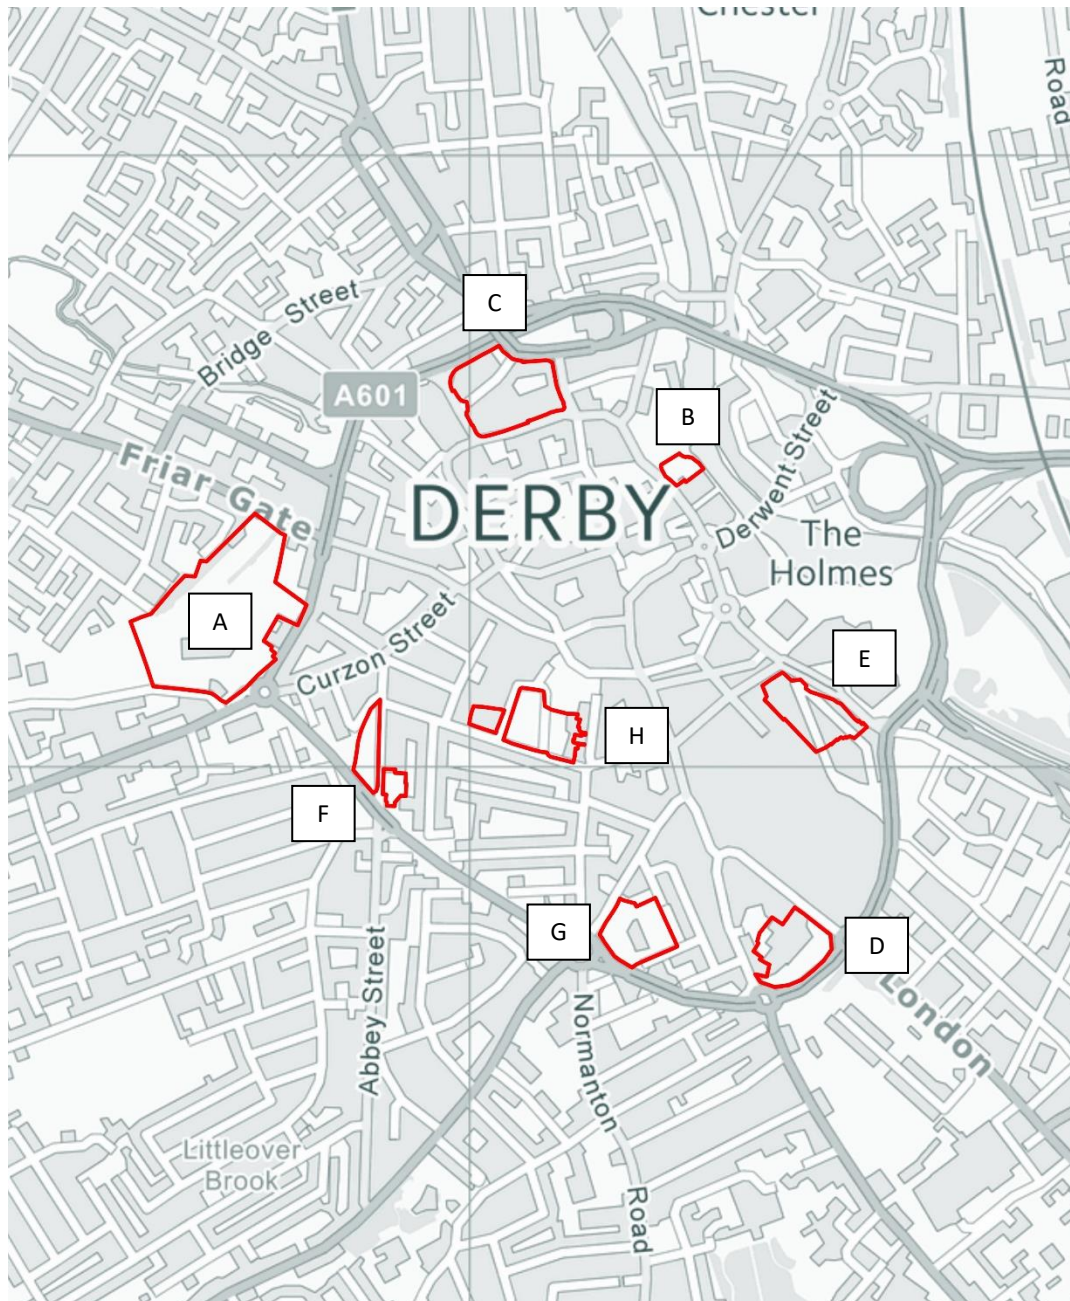 Chester
Road
C
Bridge Street
A601
B
Friar Gate
DERBY
Derwent Street
The
Holmes
A
Curzon Street
E
H
F
G
D
London
Abbey Street
Normanton
Road
Littleover
Brook